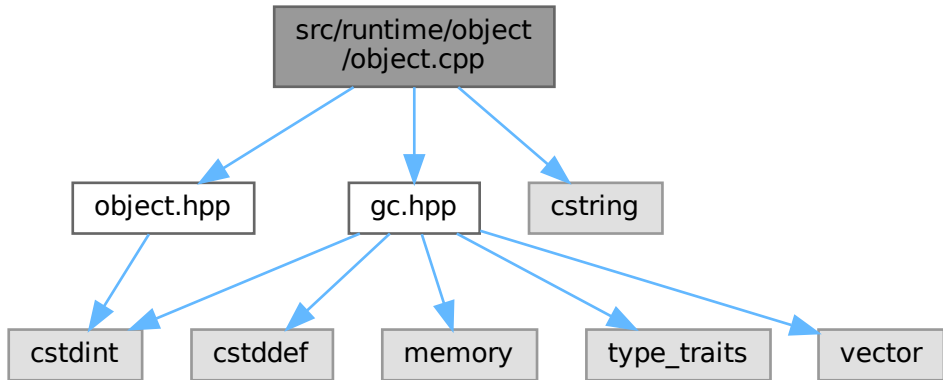 src/runtime/object
/object.cpp
object.hpp
gc.hpp
cstring
cstdint
cstddef
memory
type_traits
vector